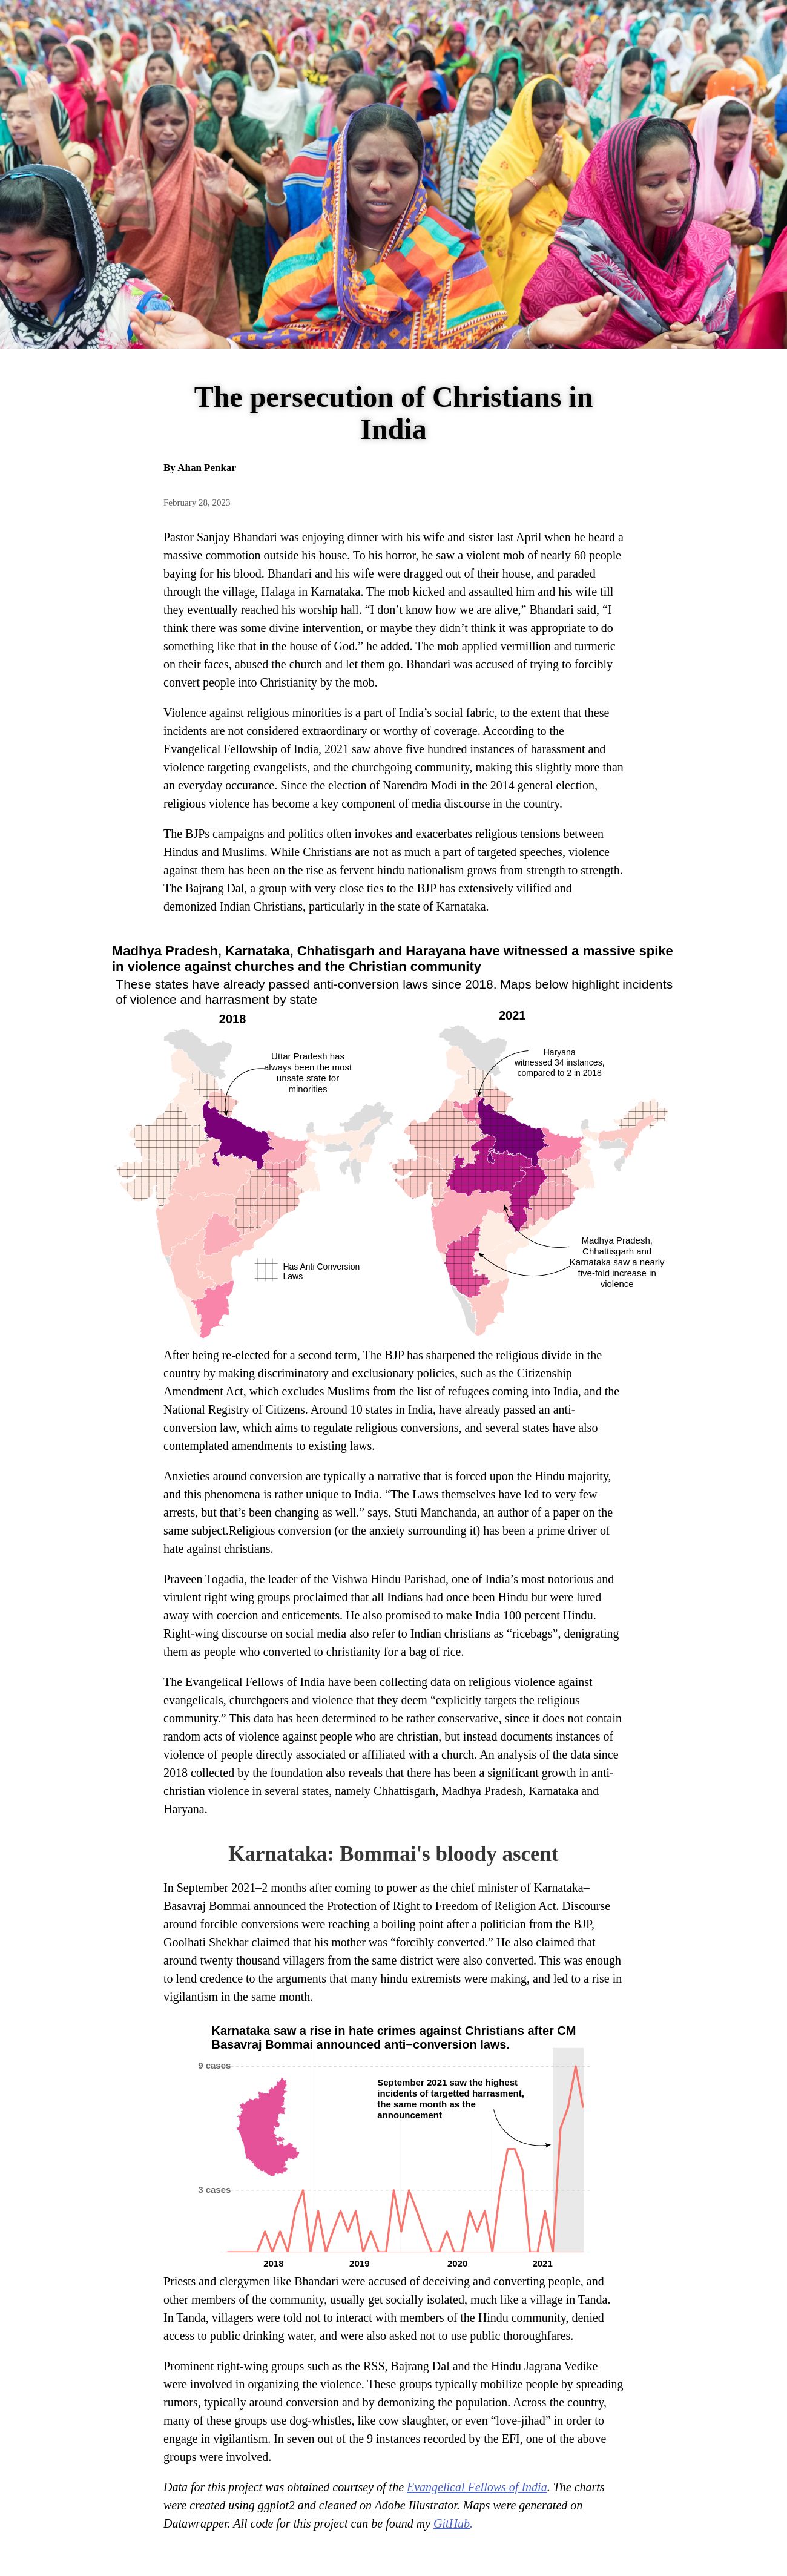 The persecution of Christians in
India
By Ahan Penkar
February 28, 2023
Pastor Sanjay Bhandari was enjoying dinner with his wife and sister last April when he heard a
massive commotion outside his house. To his horror, he saw a violent mob of nearly 60 people
baying for his blood. Bhandari and his wife were dragged out of their house, and paraded
through the village, Halaga in Karnataka. The mob kicked and assaulted him and his wife till
they eventually reached his worship hall. “I don’t know how we are alive,” Bhandari said, “I
think there was some divine intervention, or maybe they didn’t think it was appropriate to do
something like that in the house of God.” he added. The mob applied vermillion and turmeric
on their faces, abused the church and let them go. Bhandari was accused of trying to forcibly
convert people into Christianity by the mob.
Violence against religious minorities is a part of India’s social fabric, to the extent that these
incidents are not considered extraordinary or worthy of coverage. According to the
Evangelical Fellowship of India, 2021 saw above five hundred instances of harassment and
violence targeting evangelists, and the churchgoing community, making this slightly more than
an everyday occurance. Since the election of Narendra Modi in the 2014 general election,
religious violence has become a key component of media discourse in the country.
The BJPs campaigns and politics often invokes and exacerbates religious tensions between
Hindus and Muslims. While Christians are not as much a part of targeted speeches, violence
against them has been on the rise as fervent hindu nationalism grows from strength to strength.
The Bajrang Dal, a group with very close ties to the BJP has extensively vilified and
demonized Indian Christians, particularly in the state of Karnataka.
Madhya Pradesh, Karnataka, Chhatisgarh and Harayana have witnessed a massive spike
in violence against churches and the Christian community
These states have already passed anti-conversion laws since 2018. Maps below highlight incidents
of violence and harrasment by state
2018
2021
Uttar Pradesh has
always been the most
unsafe state for
minorities
Haryana
witnessed 34 instances,
compared to 2 in 2018
Has Anti Conversion
Laws
Madhya Pradesh,
Chhattisgarh and
Karnataka saw a nearly
five-fold increase in
violence
After being re-elected for a second term, The BJP has sharpened the religious divide in the
country by making discriminatory and exclusionary policies, such as the Citizenship
Amendment Act, which excludes Muslims from the list of refugees coming into India, and the
National Registry of Citizens. Around 10 states in India, have already passed an anti-
conversion law, which aims to regulate religious conversions, and several states have also
contemplated amendments to existing laws.
Anxieties around conversion are typically a narrative that is forced upon the Hindu majority,
and this phenomena is rather unique to India. “The Laws themselves have led to very few
arrests, but that’s been changing as well.” says, Stuti Manchanda, an author of a paper on the
same subject.Religious conversion (or the anxiety surrounding it) has been a prime driver of
hate against christians.
Praveen Togadia, the leader of the Vishwa Hindu Parishad, one of India’s most notorious and
virulent right wing groups proclaimed that all Indians had once been Hindu but were lured
away with coercion and enticements. He also promised to make India 100 percent Hindu.
Right-wing discourse on social media also refer to Indian christians as “ricebags”, denigrating
them as people who converted to christianity for a bag of rice.
The Evangelical Fellows of India have been collecting data on religious violence against
evangelicals, churchgoers and violence that they deem “explicitly targets the religious
community.” This data has been determined to be rather conservative, since it does not contain
random acts of violence against people who are christian, but instead documents instances of
violence of people directly associated or affiliated with a church. An analysis of the data since
2018 collected by the foundation also reveals that there has been a significant growth in anti-
christian violence in several states, namely Chhattisgarh, Madhya Pradesh, Karnataka and
Haryana.
Karnataka: Bommai's bloody ascent
In September 2021–2 months after coming to power as the chief minister of Karnataka–
Basavraj Bommai announced the Protection of Right to Freedom of Religion Act. Discourse
around forcible conversions were reaching a boiling point after a politician from the BJP,
Goolhati Shekhar claimed that his mother was “forcibly converted.” He also claimed that
around twenty thousand villagers from the same district were also converted. This was enough
to lend credence to the arguments that many hindu extremists were making, and led to a rise in
vigilantism in the same month.
Karnataka saw a rise in hate crimes against Christians after CM
Basavraj Bommai announced anti−conversion laws.
9 cases
September 2021 saw the highest
incidents of targetted harrasment,
the same month as the
announcement
3 cases
2018
2019
2020
2021
Priests and clergymen like Bhandari were accused of deceiving and converting people, and
other members of the community, usually get socially isolated, much like a village in Tanda.
In Tanda, villagers were told not to interact with members of the Hindu community, denied
access to public drinking water, and were also asked not to use public thoroughfares.
Prominent right-wing groups such as the RSS, Bajrang Dal and the Hindu Jagrana Vedike
were involved in organizing the violence. These groups typically mobilize people by spreading
rumors, typically around conversion and by demonizing the population. Across the country,
many of these groups use dog-whistles, like cow slaughter, or even “love-jihad” in order to
engage in vigilantism. In seven out of the 9 instances recorded by the EFI, one of the above
groups were involved.
Data for this project was obtained courtsey of the Evangelical Fellows of India. The charts
were created using ggplot2 and cleaned on Adobe Illustrator. Maps were generated on
Datawrapper. All code for this project can be found my GitHub.